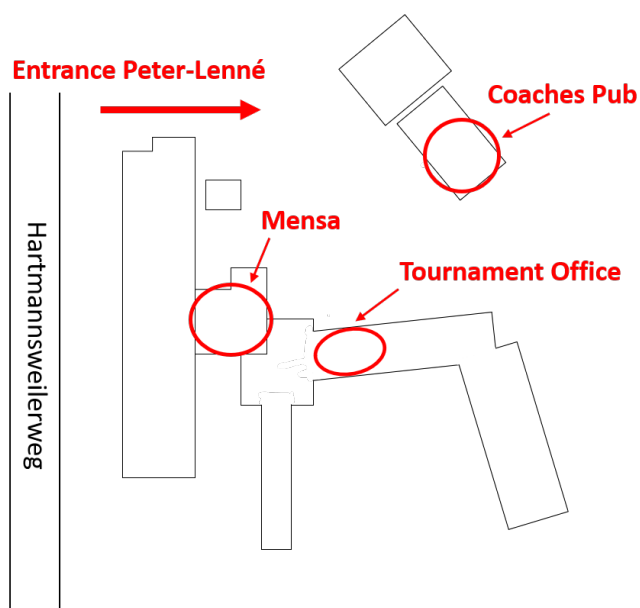 Entrance Peter-Lenné
Coaches Pub
Mensa
Tournament Office
Hartmannsweilerweg